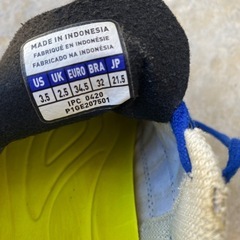 MADE IN INDONESIA
FABRIQUÉ EN INDONÉSIE
FABRICADO EN INDONESIA
US UK EURO BRA JP
3.5 2.5 34.5 32 21.5
IPC 0420
P1GE207501